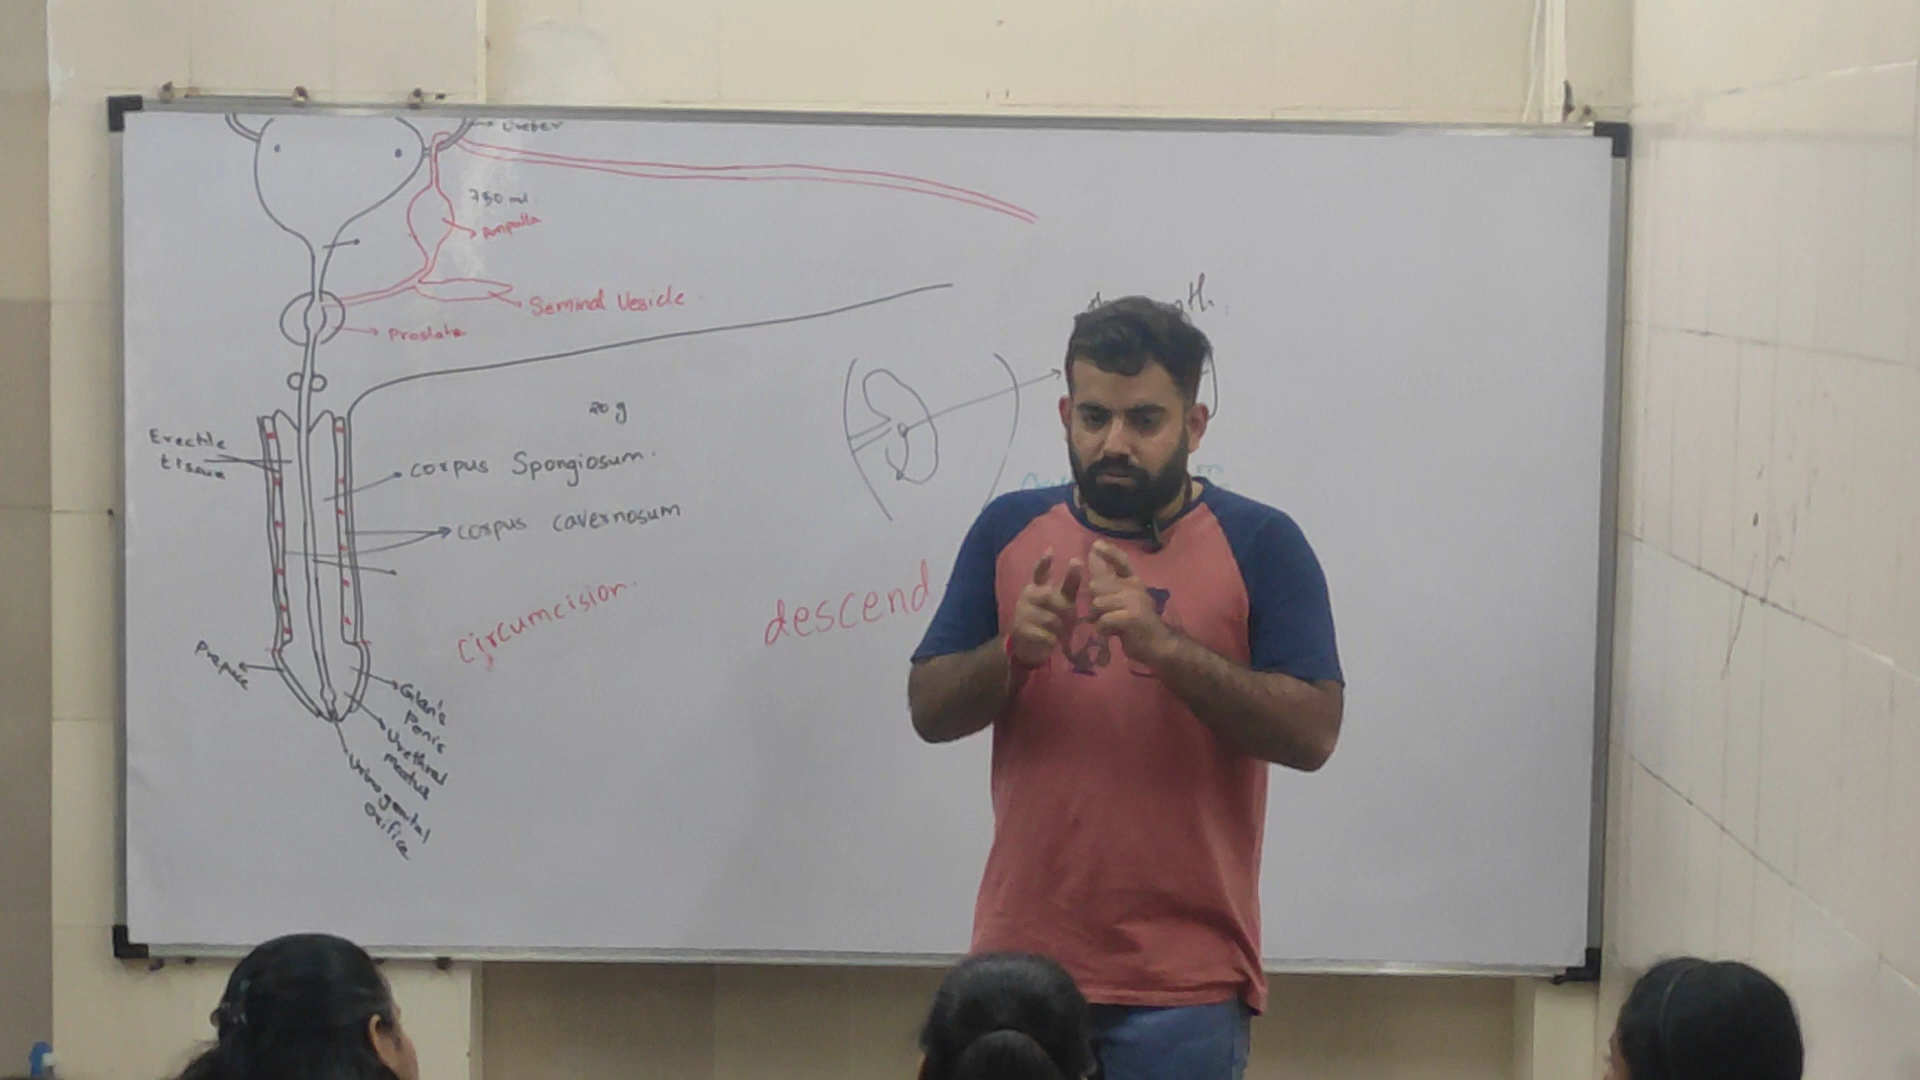 Ureter
750 ml
Ampulla
Seminal Vesicle
Prostate
20 g
Erectile
tissue
corpus Spongiosum
corpus cavernosum
circumcision
descend
Prepuce
Glan's
Penis
Urethral
meatus
Urinogenital
orifice